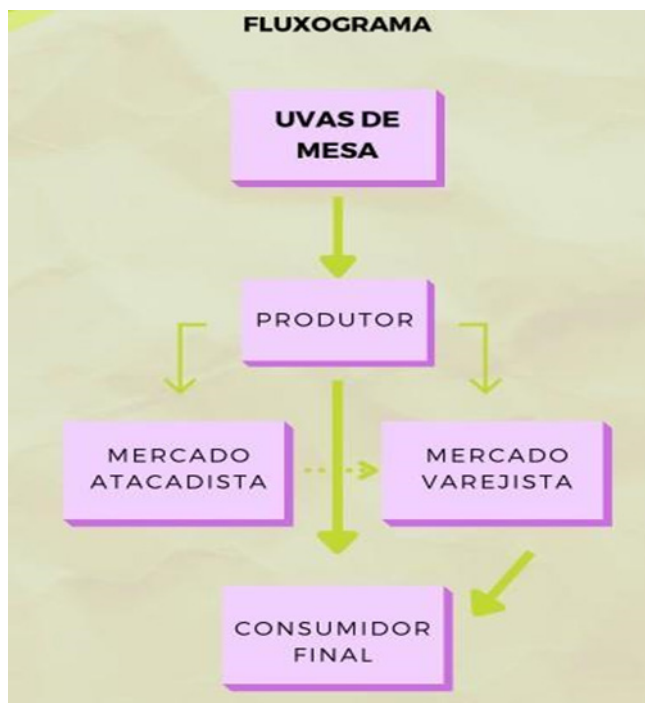 FLUXOGRAMA
UVAS DE
MESA
PRODUTOR
MERCADO
ATACADISTA
MERCADO
VAREJISTA
CONSUMIDOR
FINAL